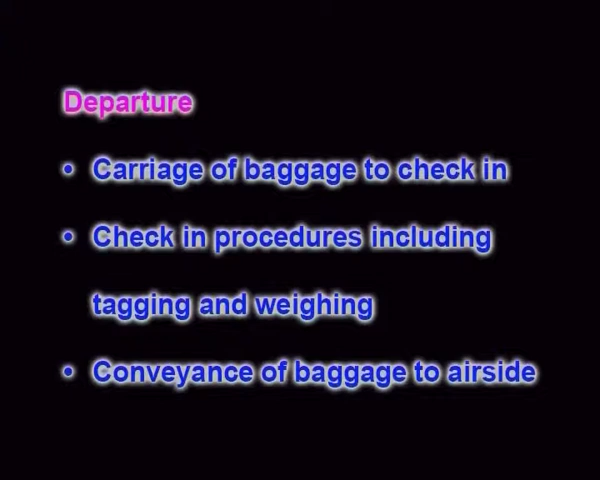 Departure
• Carriage of baggage to check in
• Check in procedures including
tagging and weighing
• Conveyance of baggage to airside